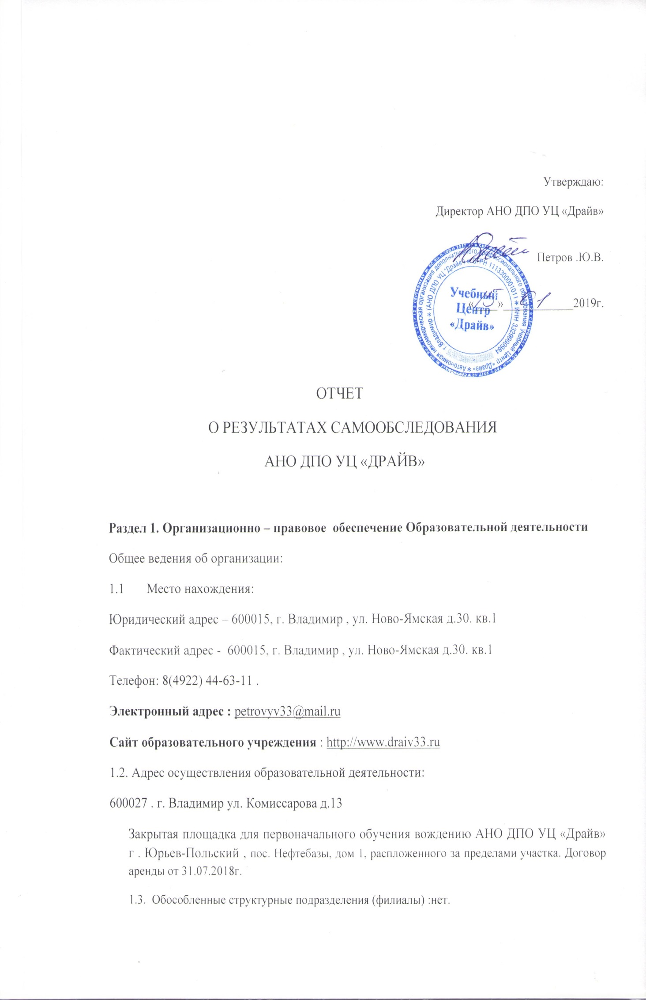 Утверждаю:
Директор АНО ДПО УЦ «Драйв»
Петров .Ю.В.
«15» 01 2019г.
Автономная некоммерческая организация дополнительного профессионального образования Учебный Центр «Драйв» *
г.Владимир * (АНО ДПО УЦ "Драйв") * ОГРН 1113300001011 * ИНН 3329999984
Учебный
Центр
«Драйв»
ОТЧЕТ
О РЕЗУЛЬТАТАХ САМООБСЛЕДОВАНИЯ
АНО ДПО УЦ «ДРАЙВ»
Раздел 1. Организационно – правовое обеспечение Образовательной деятельности
Общее ведения об организации:
1.1 Место нахождения:
Юридический адрес – 600015, г. Владимир , ул. Ново-Ямская д.30. кв.1
Фактический адрес - 600015, г. Владимир , ул. Ново-Ямская д.30. кв.1
Телефон: 8(4922) 44-63-11 .
Электронный адрес : petrovyv33@mail.ru
Сайт образовательного учреждения : http://www.draiv33.ru
1.2. Адрес осуществления образовательной деятельности:
600027 . г. Владимир ул. Комиссарова д.13
Закрытая площадка для первоначального обучения вождению АНО ДПО УЦ «Драйв»
г . Юрьев-Польский , пос. Нефтебазы, дом 1, распложенного за пределами участка. Договор
аренды от 31.07.2018г.
1.3. Обособленные структурные подразделения (филиалы) :нет.